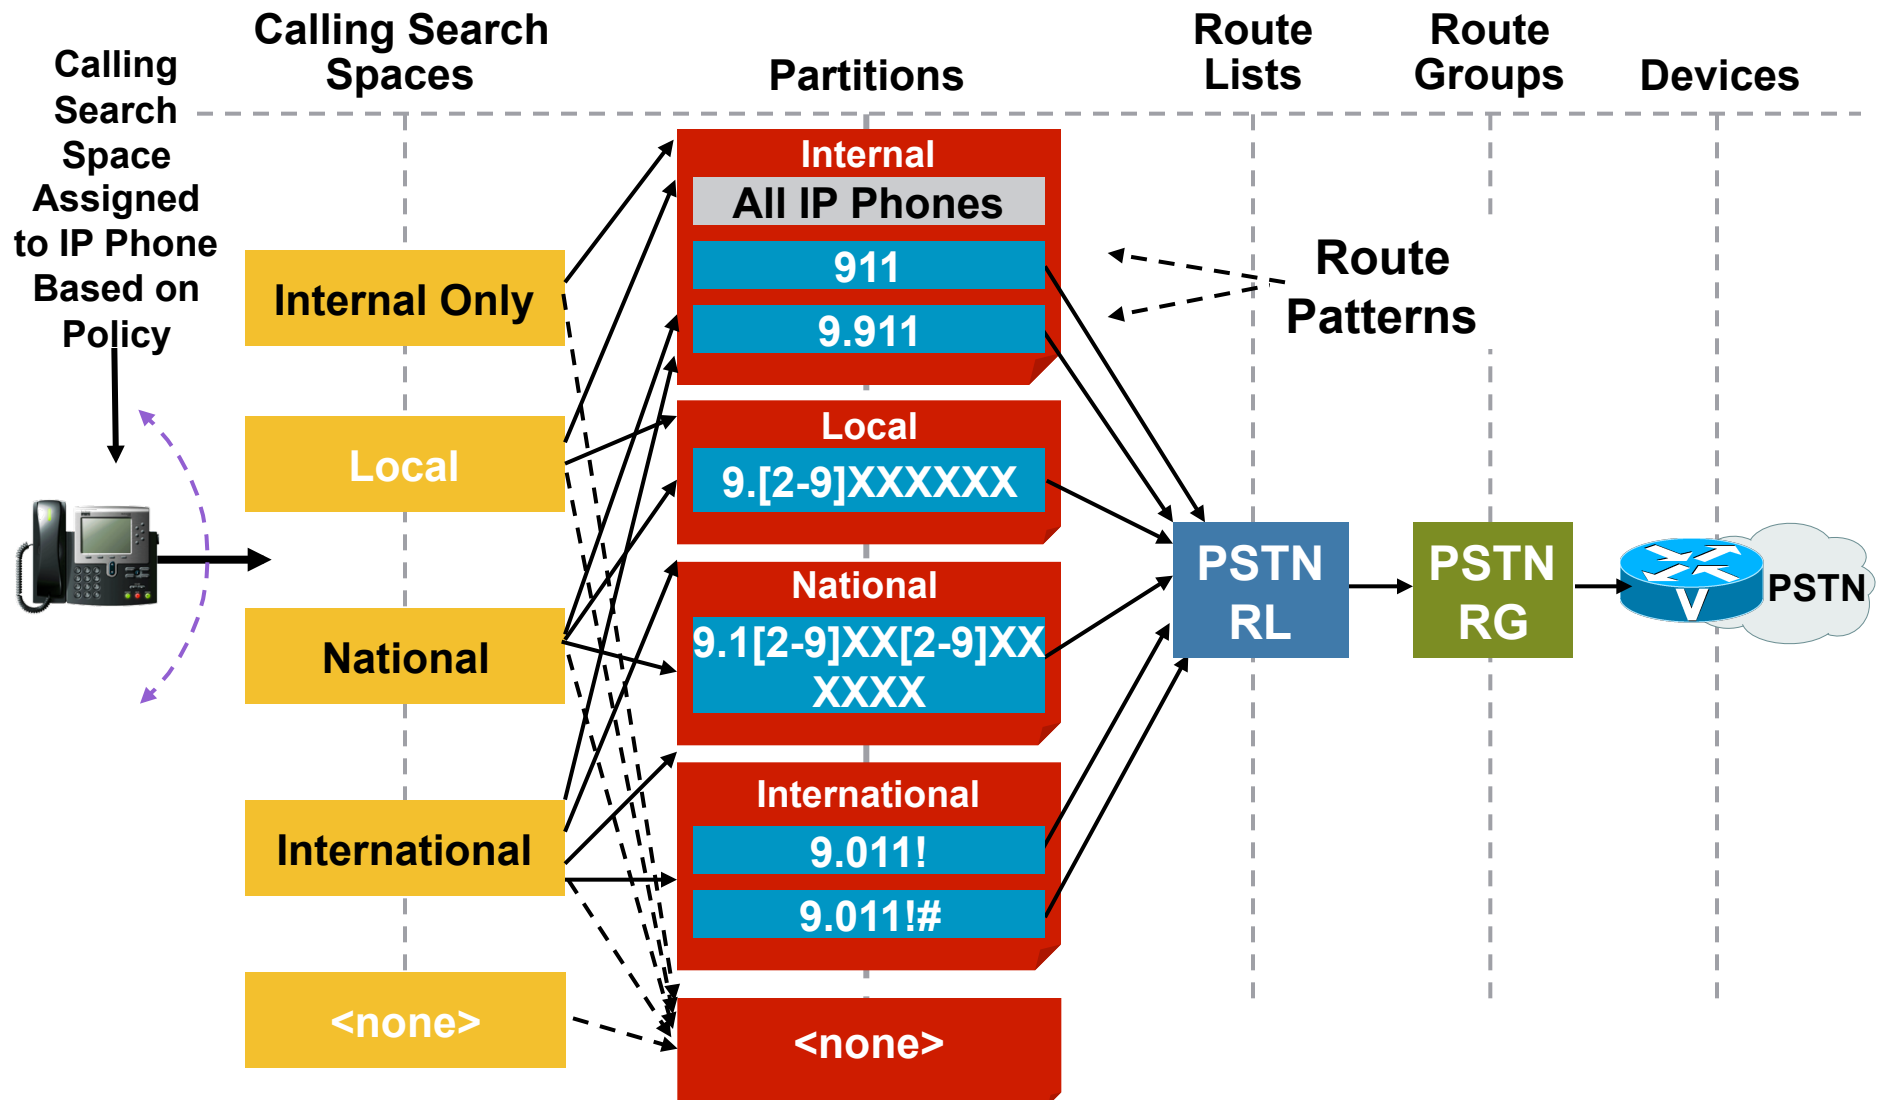 Calling Search
Spaces
Partitions
Route
Lists
Route
Groups
Devices
Calling
Search
Space
Assigned
to IP Phone
Based on
Policy
Internal Only
Local
National
International
<none>
Internal
All IP Phones
911
9.911
Local
9.[2-9]XXXXXX
National
9.1[2-9]XX[2-9]XX
XXXX
International
9.011!
9.011!#
<none>
Route
Patterns
PSTN
RL
PSTN
RG
V
PSTN